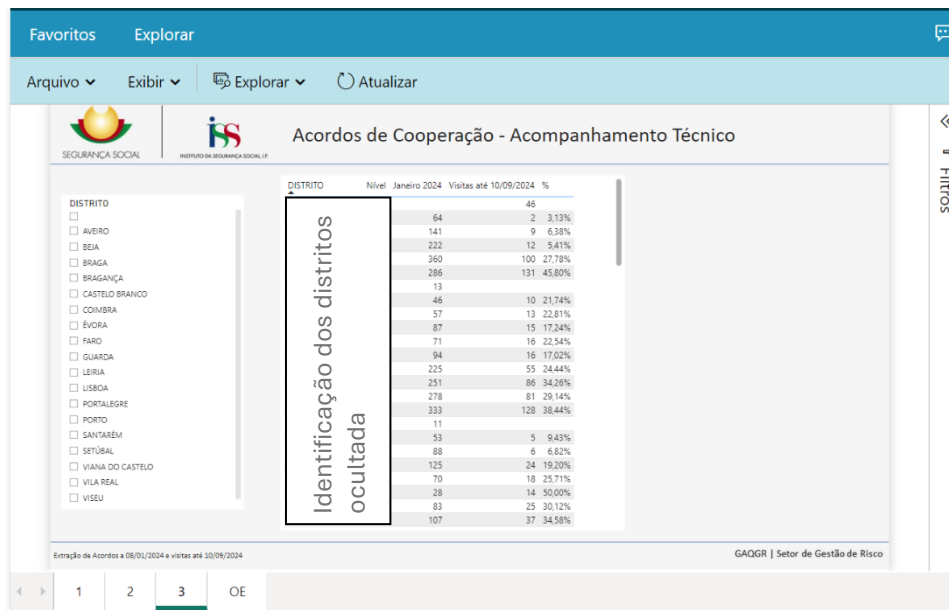 Favoritos Explorar
Arquivo Exibir Explorar Atualizar
SEGURANÇA SOCIAL
iss
INSTITUTO DA SEGURANÇA SOCIAL, I.P.
Acordos de Cooperação - Acompanhamento Técnico
Filtros
DISTRITO
AVEIRO
BEJA
BRAGA
BRAGANÇA
CASTELO BRANCO
COIMBRA
ÉVORA
FARO
GUARDA
LEIRIA
LISBOA
PORTALEGRE
PORTO
SANTARÉM
SETÚBAL
VIANA DO CASTELO
VILA REAL
VISEU
DISTRITO Nível Janeiro 2024 Visitas até 10/09/2024 %
46
64 2 3,13%
141 9 6,38%
222 12 5,41%
360 100 27,78%
286 131 45,80%
13
46 10 21,74%
57 13 22,81%
87 15 17,24%
71 16 22,54%
94 16 17,02%
225 55 24,44%
251 86 34,26%
278 81 29,14%
333 128 38,44%
11
53 5 9,43%
88 6 6,82%
125 24 19,20%
70 18 25,71%
28 14 50,00%
83 25 30,12%
107 37 34,58%
Identificação dos distritos
ocultada
Extração de Acordos a 08/01/2024 e visitas até 10/09/2024
GAQGR | Setor de Gestão de Risco
1 2 3 OE